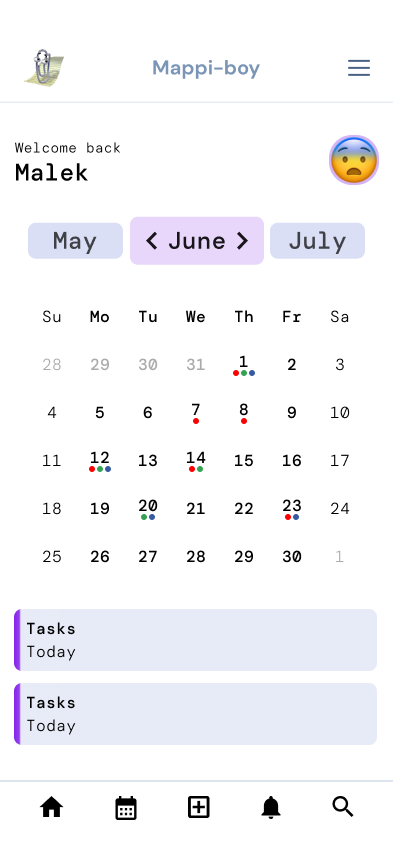 Mappi-boy
Welcome back
Malek
May June July
Su Mo Tu We Th Fr Sa
28 29 30 31 1 2 3
4 5 6 7 8 9 10
11 12 13 14 15 16 17
18 19 20 21 22 23 24
25 26 27 28 29 30 1
Tasks
Today
Tasks
Today